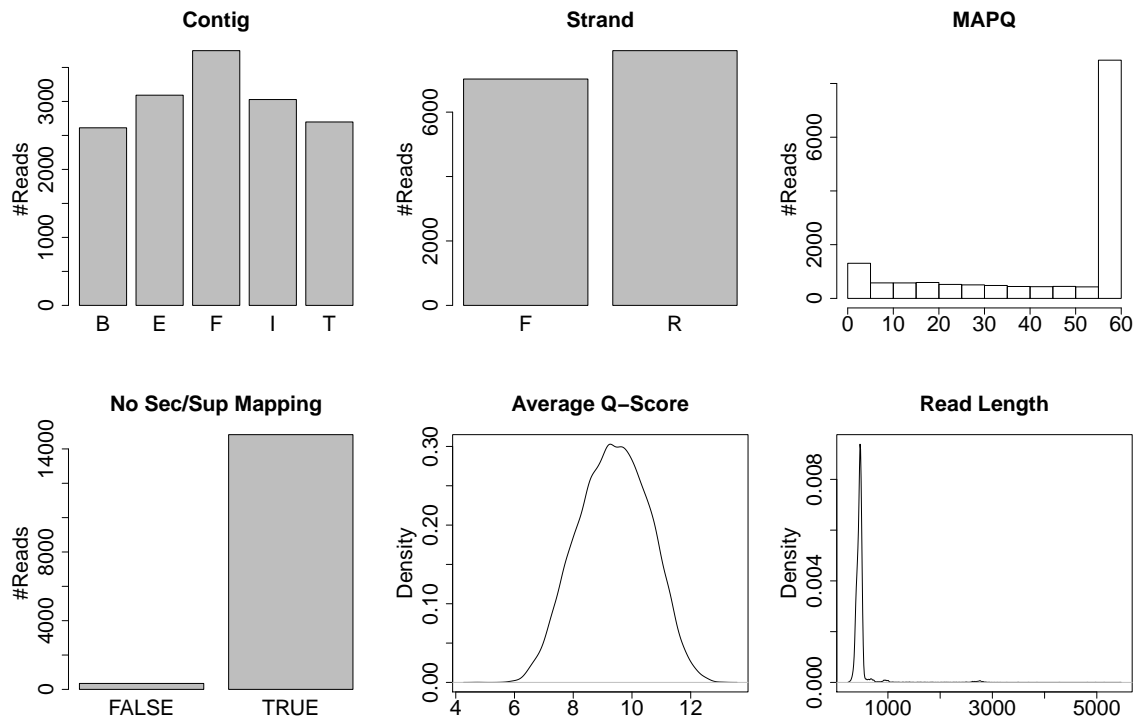 Contig
#Reads
3000
2000
1000
0
B E F I T
Strand
#Reads
6000
2000
0
F R
MAPQ
#Reads
6000
2000
0
0 10 20 30 40 50 60
No Sec/Sup Mapping
#Reads
14000
8000
4000
0
FALSE TRUE
Average Q−Score
Density
0.30
0.20
0.10
0.00
4 6 8 10 12
Read Length
Density
0.008
0.004
0.000
1000 3000 5000